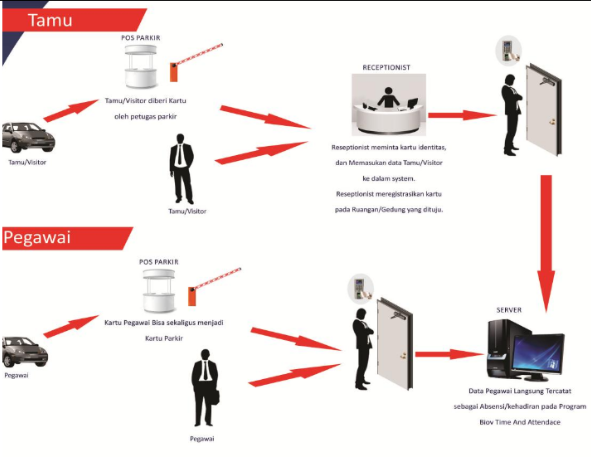 Tamu
POS PARKIR
Tamu/Visitor diberi Kartu
oleh petugas parkir
Tamu/Visitor
Tamu/Visitor
RECEPTIONIST
Reseptionist meminta kartu identitas,
dan Memasukan data Tamu/Visitor
ke dalam system.
Reseptionist meregistrasikan kartu
pada Ruangan/Gedung yang dituju.
Pegawai
POS PARKIR
Kartu Pegawai Bisa sekaligus menjadi
Kartu Parkir
Pegawai
Pegawai
SERVER
Data Pegawai Langsung Tercatat
sebagai Absensi/kehadiran pada Program
Biov Time And Attendace